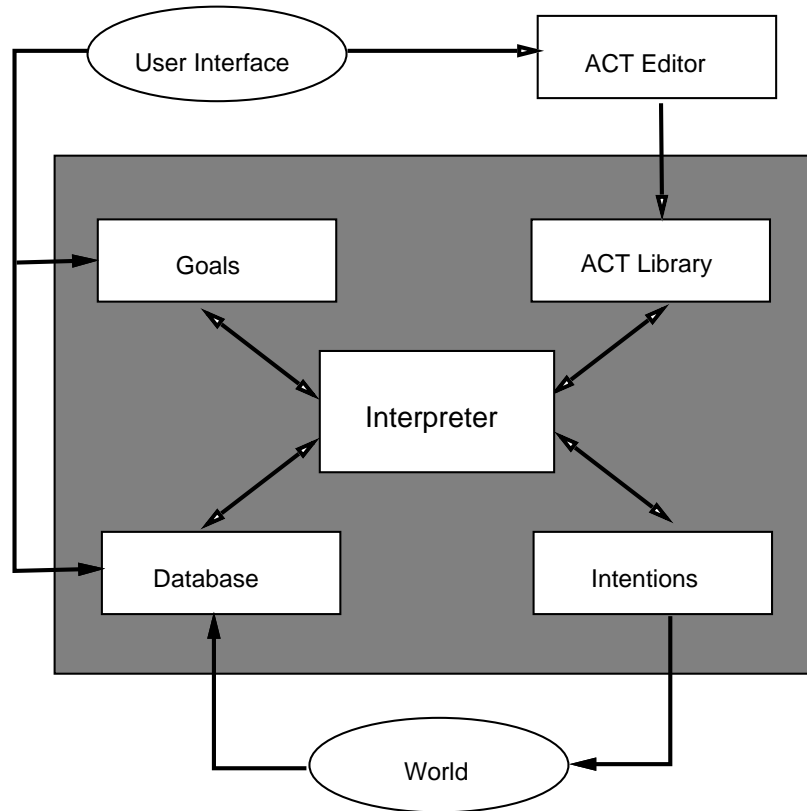 User Interface
ACT Editor
Goals
ACT Library
Interpreter
Database
Intentions
World